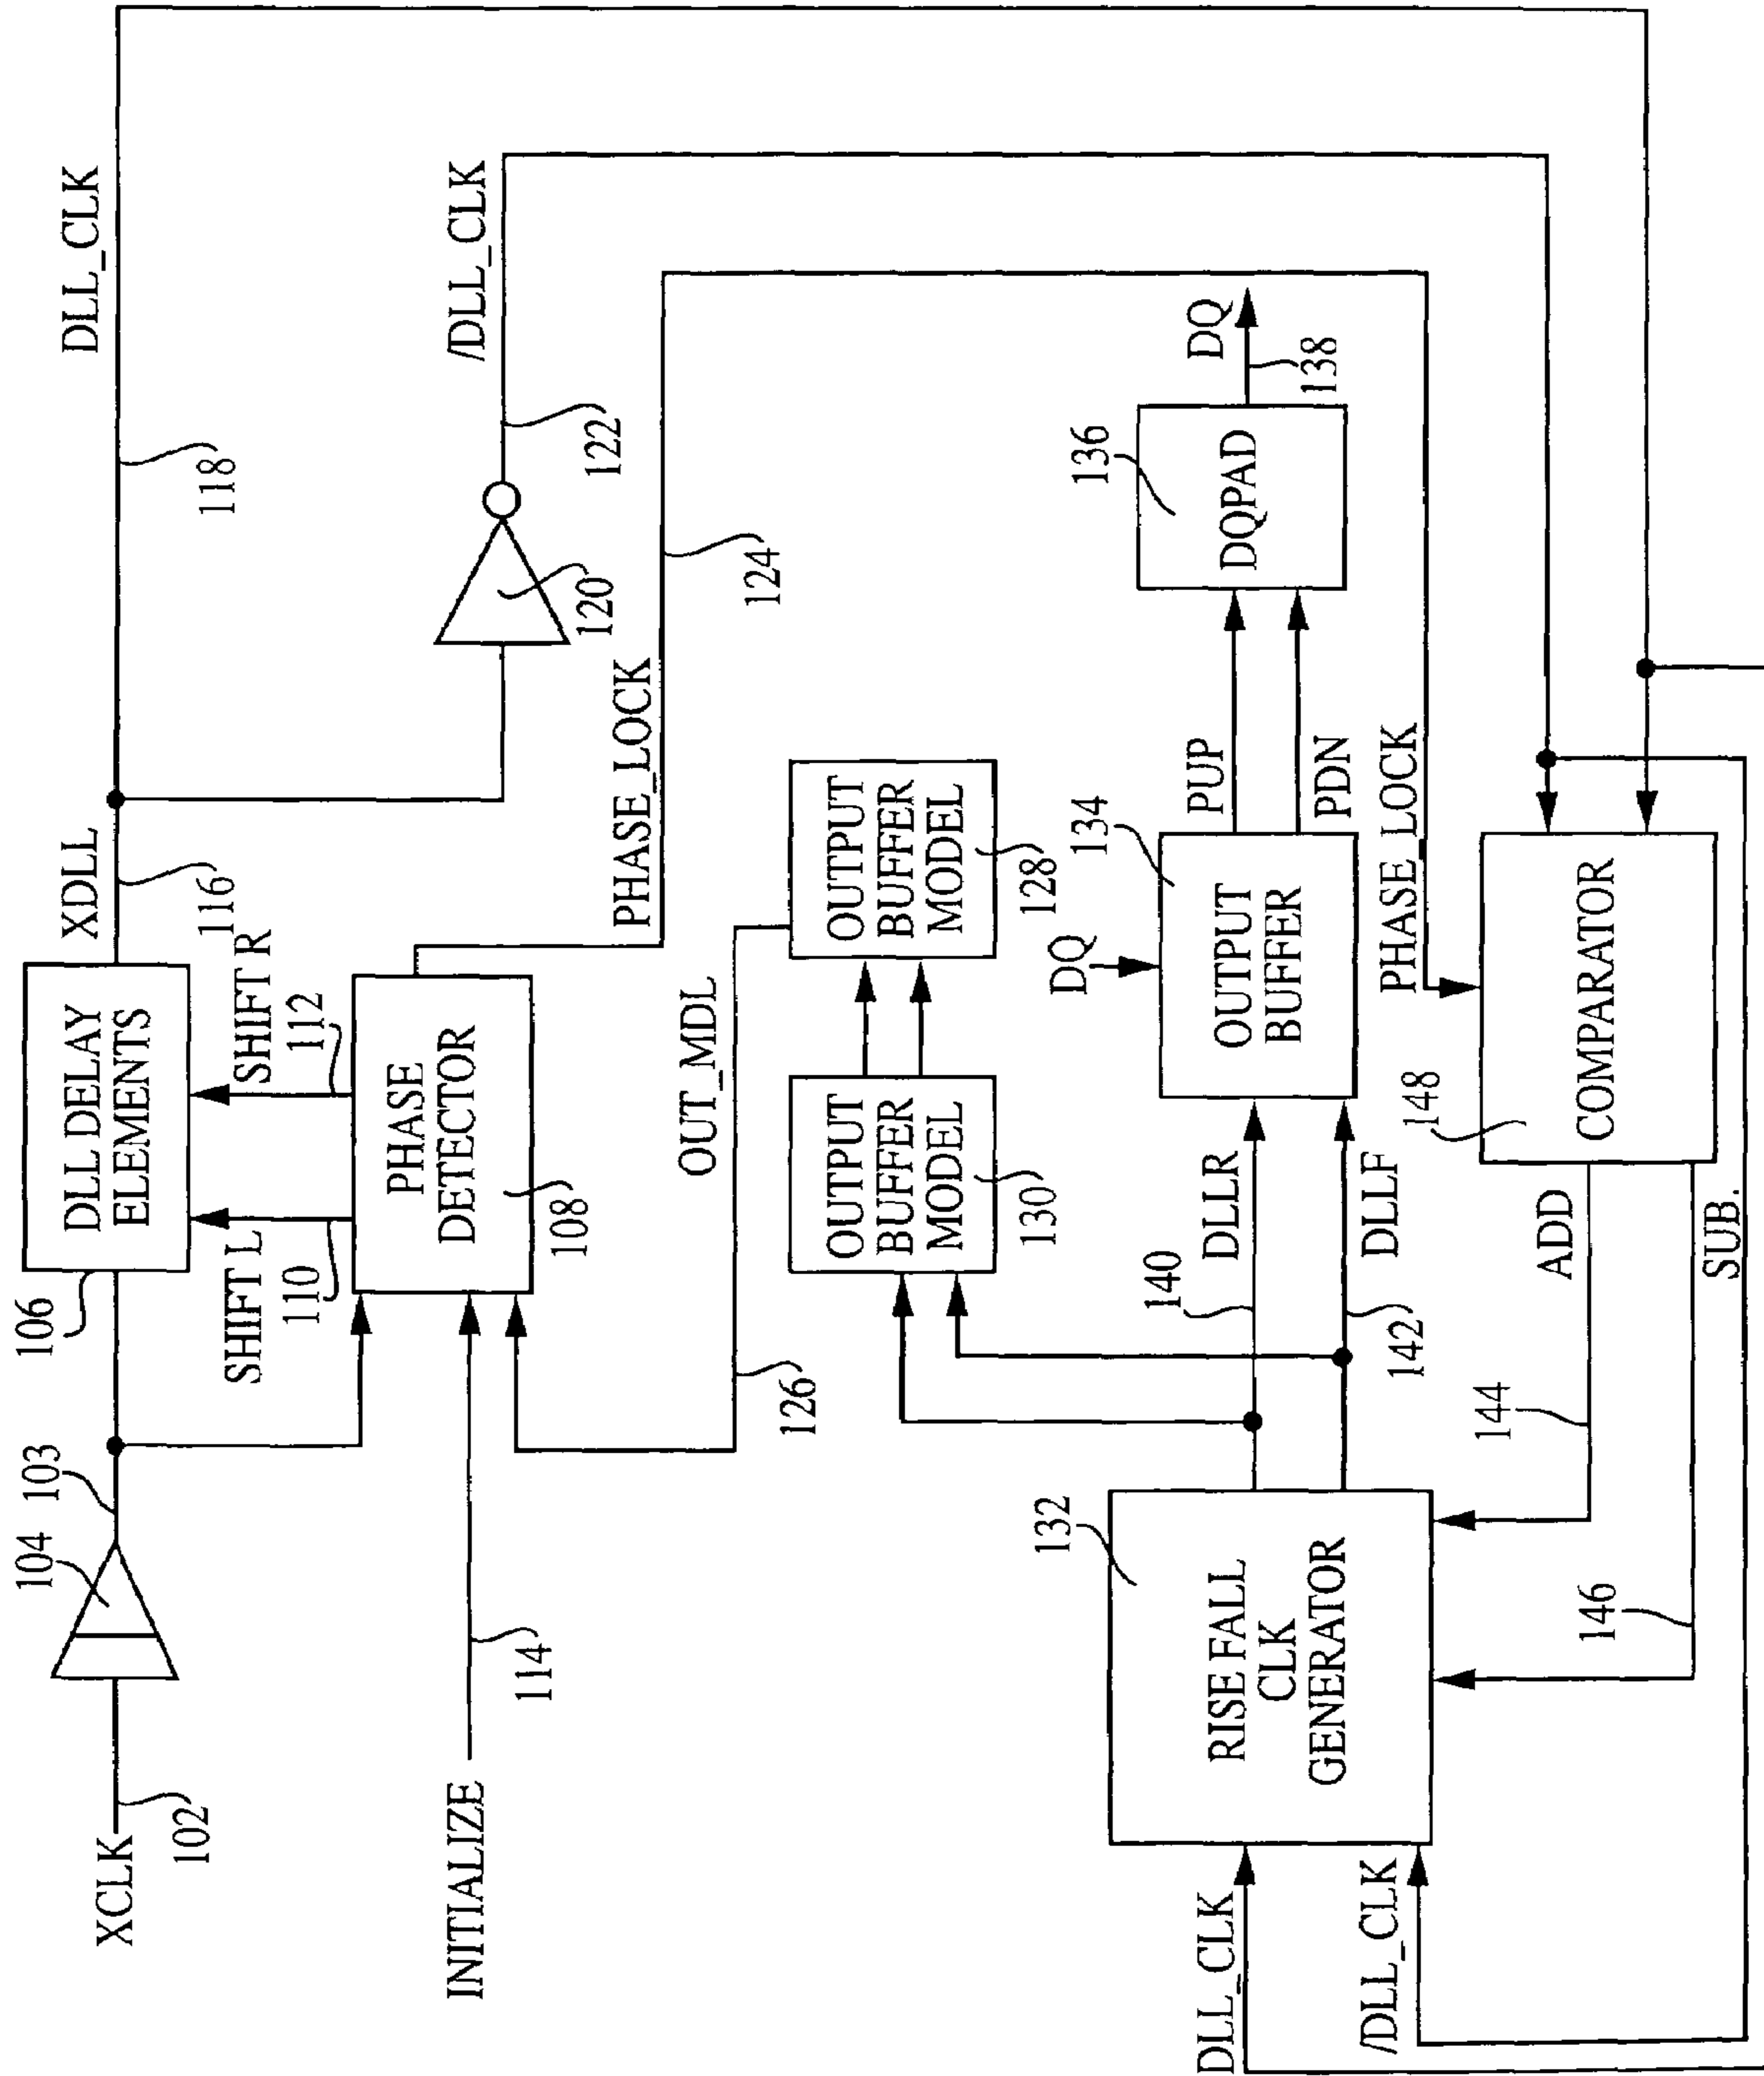 XCLK
102
104
103
106
DLL DELAY
ELEMENTS
XDLL
116
DLL_CLK
118
SHIFT L
110
SHIFT R
112
PHASE
DETECTOR
108
INITIALIZE
114
120
/DLL_CLK
122
PHASE_LOCK
124
OUT_MDL
126
OUTPUT
BUFFER
MODEL
130
OUTPUT
BUFFER
MODEL
128
DLL_CLK
/DLL_CLK
132
RISE FALL
CLK
GENERATOR
140
DLLR
142
DLLF
DQ
134
OUTPUT
BUFFER
PUP
PDN
136
DQPAD
DQ
138
PHASE_LOCK
148
COMPARATOR
ADD
144
SUB.
146